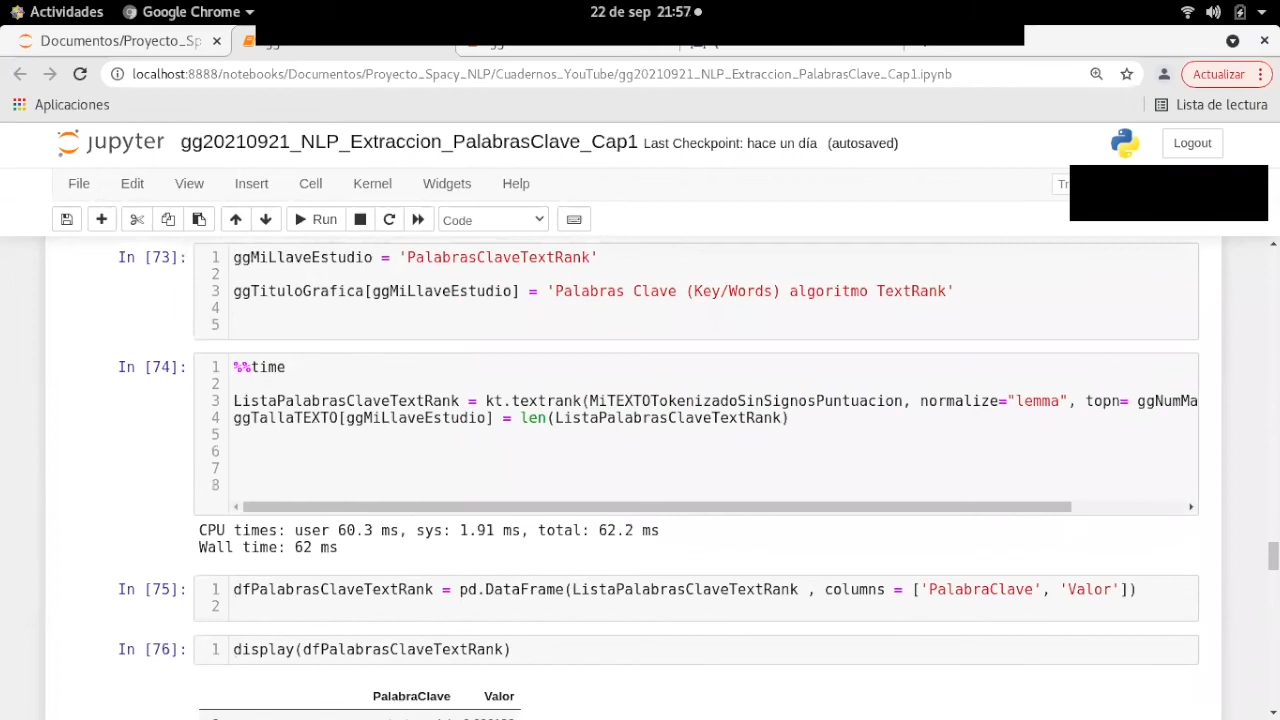 Actividades Google Chrome 22 de sep 21:57
Documentos/Proyecto_Sp
localhost:8888/notebooks/Documentos/Proyecto_Spacy_NLP/Cuadernos_YouTube/gg20210921_NLP_Extraccion_PalabrasClave_Cap1.ipynb Actualizar
Aplicaciones Lista de lectura
jupyter gg20210921_NLP_Extraccion_PalabrasClave_Cap1 Last Checkpoint: hace un día (autosaved) Logout
File Edit View Insert Cell Kernel Widgets Help Tr
Run Code
In [73]: 1 ggMiLlaveEstudio = 'PalabrasClaveTextRank'
2
3 ggTituloGrafica[ggMiLlaveEstudio] = 'Palabras Clave (Key/Words) algoritmo TextRank'
4
5
In [74]: 1 %%time
2
3 ListaPalabrasClaveTextRank = kt.textrank(MiTEXTOTokenizadoSinSignosPuntuacion, normalize="lemma", topn= ggNumMa
4 ggTallaTEXTO[ggMiLlaveEstudio] = len(ListaPalabrasClaveTextRank)
5
6
7
8
CPU times: user 60.3 ms, sys: 1.91 ms, total: 62.2 ms
Wall time: 62 ms
In [75]: 1 dfPalabrasClaveTextRank = pd.DataFrame(ListaPalabrasClaveTextRank , columns = ['PalabraClave', 'Valor'])
2
In [76]: 1 display(dfPalabrasClaveTextRank)
PalabraClave Valor